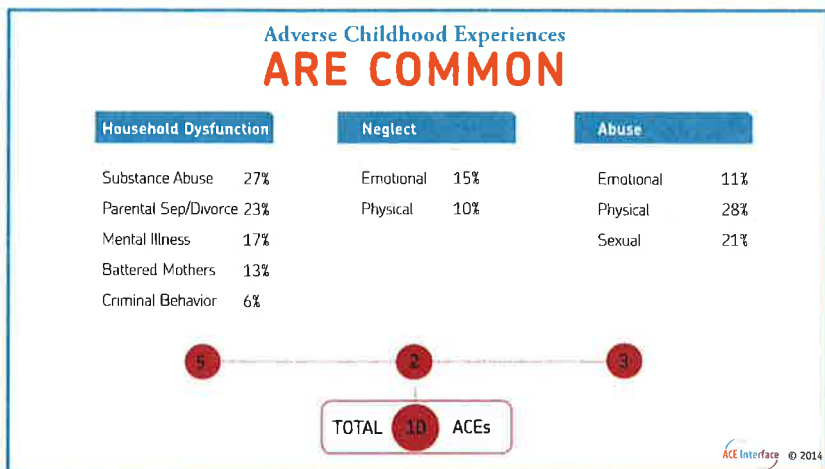 Adverse Childhood Experiences
ARE COMMON
Household Dysfunction
Substance Abuse 27%
Parental Sep/Divorce 23%
Mental Illness 17%
Battered Mothers 13%
Criminal Behavior 6%
Neglect
Emotional 15%
Physical 10%
Abuse
Emotional 11%
Physical 28%
Sexual 21%
5
2
3
TOTAL 10 ACEs
ACE Interface © 2014